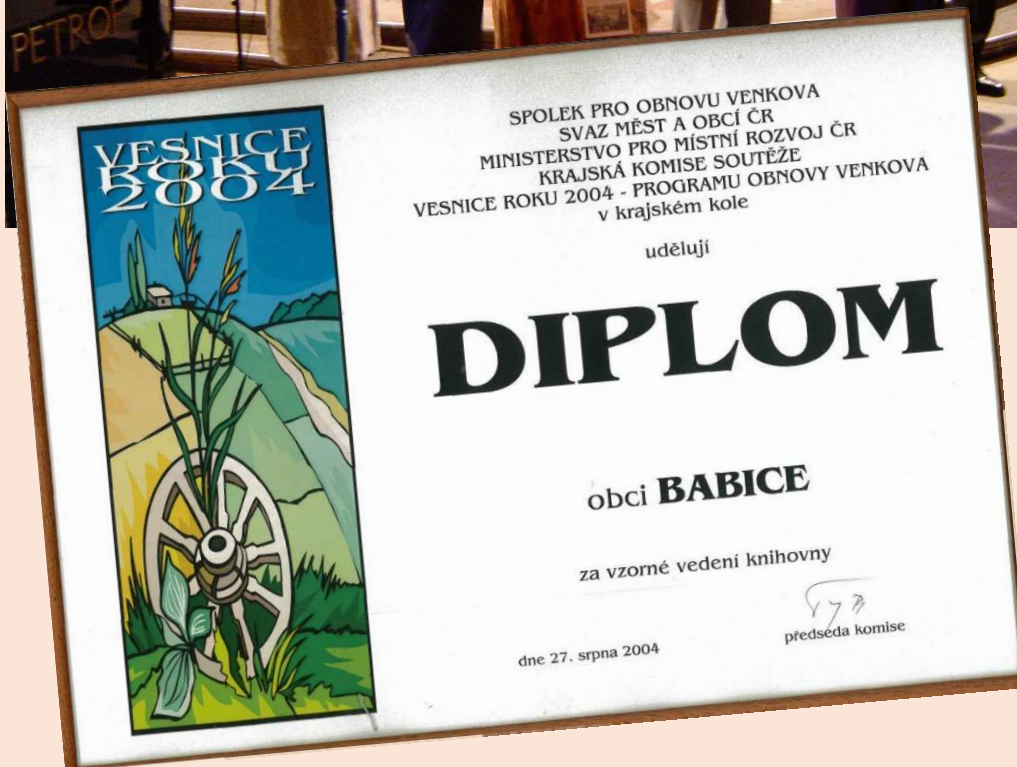 PETROF
VESNICE
ROKU
2004
SPOLEK PRO OBNOVU VENKOVA
SVAZ MĚST A OBCÍ ČR
MINISTERSTVO PRO MÍSTNÍ ROZVOJ ČR
KRAJSKÁ KOMISE SOUTĚŽE
VESNICE ROKU 2004 - PROGRAMU OBNOVY VENKOVA
v krajském kole
udělují
DIPLOM
obci BABICE
za vzorné vedení knihovny
předseda komise
dne 27. srpna 2004